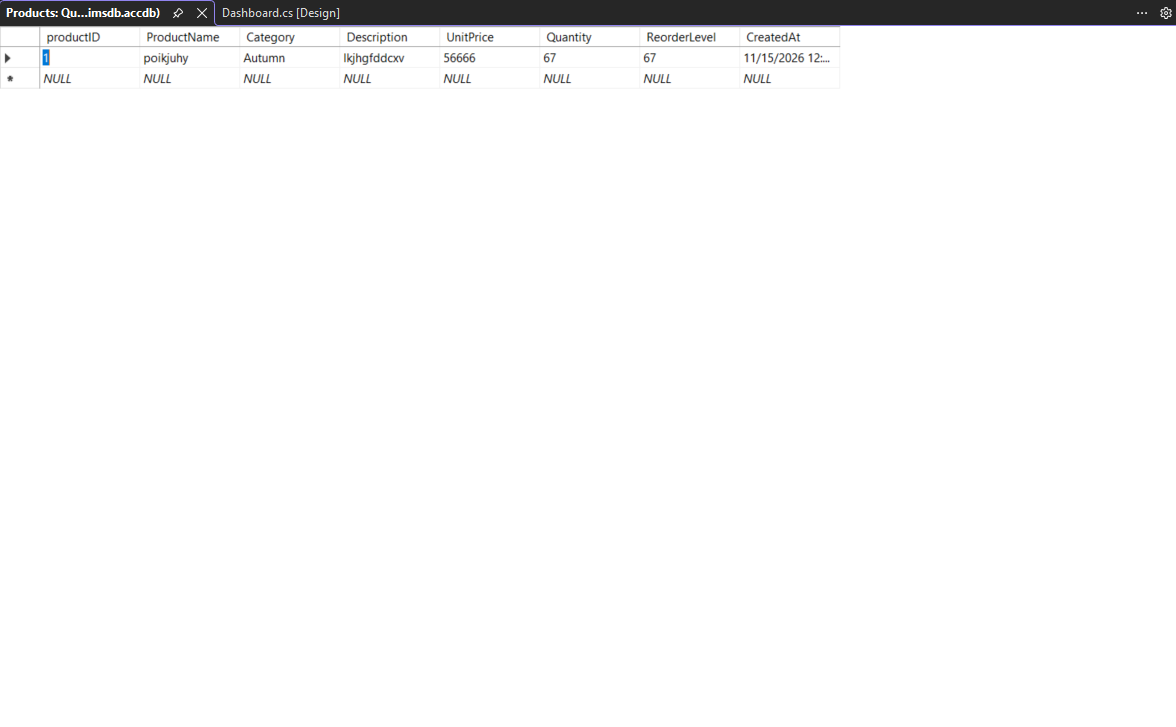 Products: Qu...imsdb.accdb) Dashboard.cs [Design]
productID ProductName Category Description UnitPrice Quantity ReorderLevel CreatedAt
1 poikjuhy Autumn lkjhgfddcxv 56666 67 67 11/15/2026 12:...
NULL NULL NULL NULL NULL NULL NULL NULL